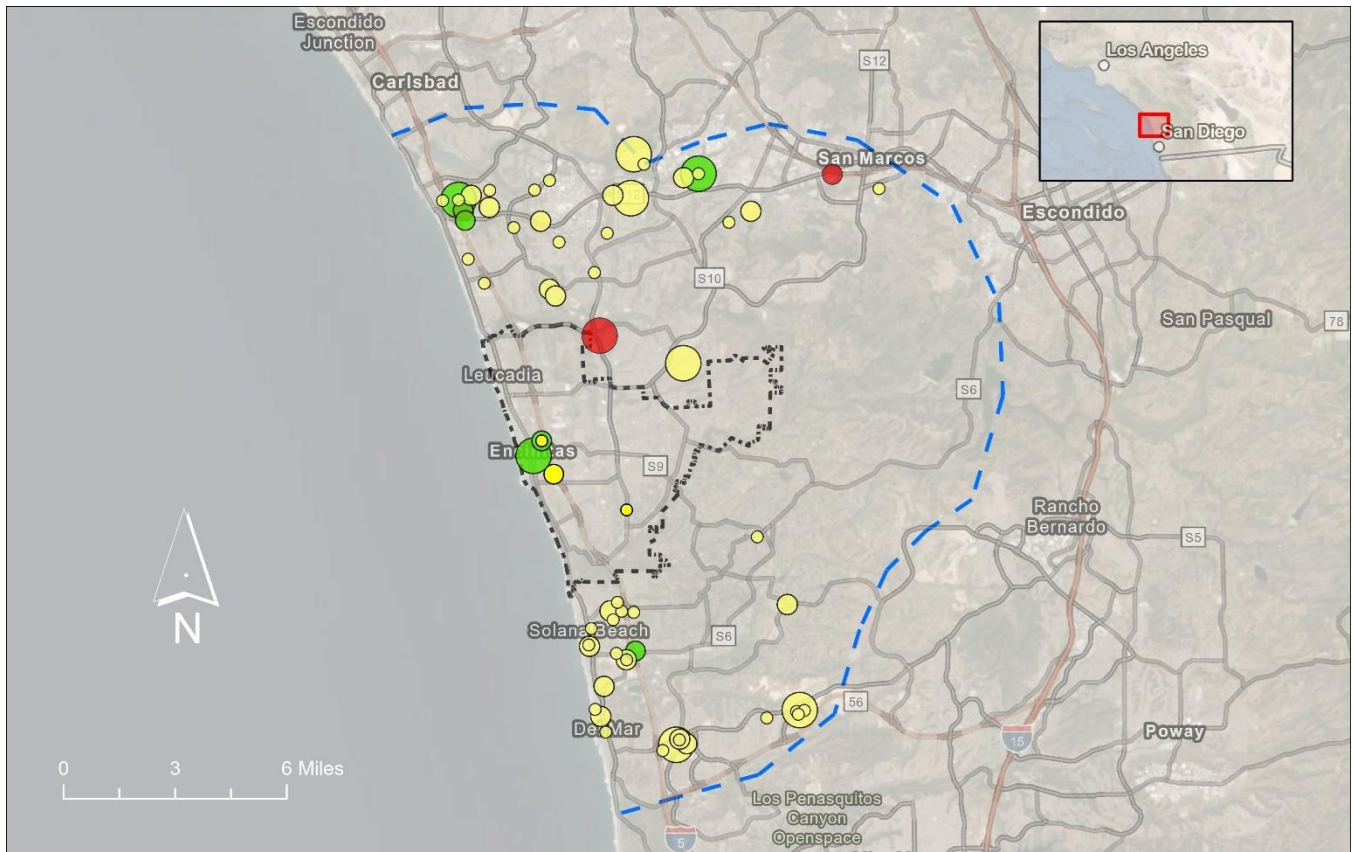 Escondido
Junction
Carlsbad
S12
Los Angeles
San Diego
San Marcos
Escondido
S10
San Pasqual
78
Leucadia
S6
Encinitas
S9
Rancho
Bernardo
S5
N
Solana Beach
S6
56
Del Mar
15
Poway
0 3 6 Miles
Los Penasquitos
Canyon
Openspace
5